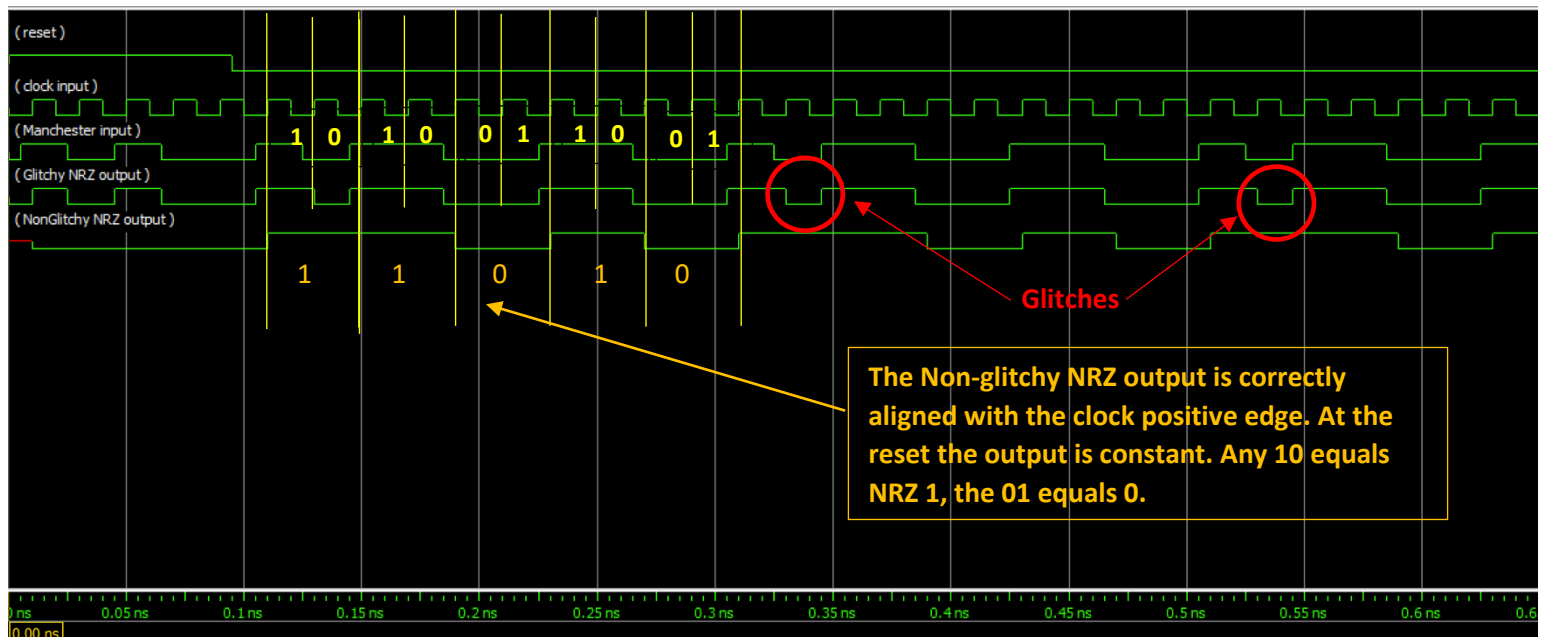 ( reset )
( clock input )
( Manchester input )
1 0 1 0 0 1 1 0 0 1
( Glitchy NRZ output )
( NonGlitchy NRZ output )
1 1 0 1 0
Glitches
The Non-glitchy NRZ output is correctly
aligned with the clock positive edge. At the
reset the output is constant. Any 10 equals
NRZ 1, the 01 equals 0.
ns 0.05 ns 0.1 ns 0.15 ns 0.2 ns 0.25 ns 0.3 ns 0.35 ns 0.4 ns 0.45 ns 0.5 ns 0.55 ns 0.6 ns
0.00 ns